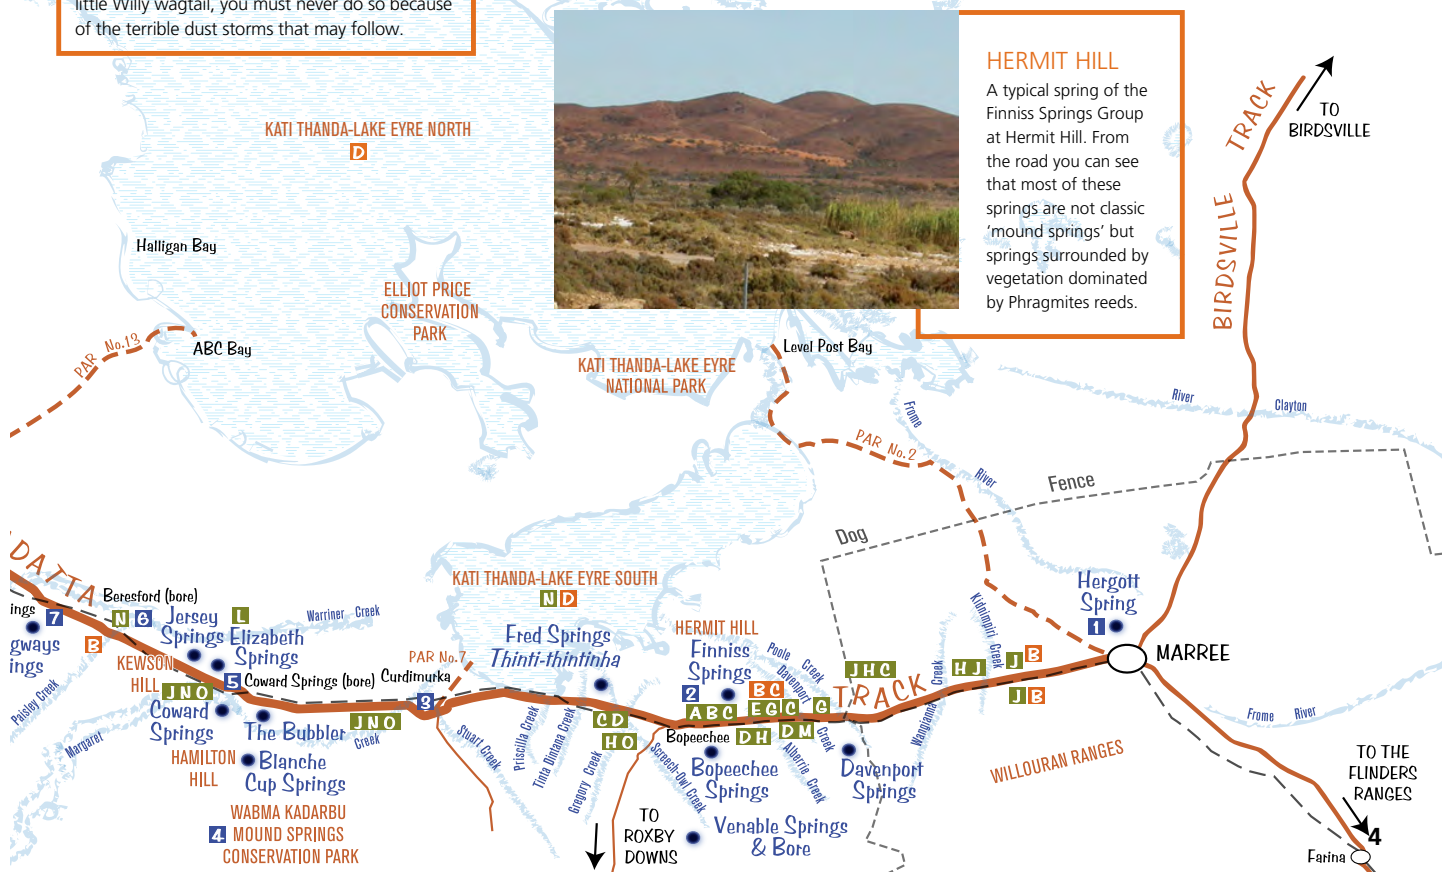 little Willy wagtail, you must never do so because
of the terrible dust storms that may follow.
HERMIT HILL
A typical spring of the
Finniss Springs Group
at Hermit Hill. From
the road you can see
that most of these
springs are not classic
'mound springs' but
springs surrounded by
vegetation dominated
by Phragmites reeds.
TO
BIRDSVILLE
BIRDSVILLE TRACK
KATI THANDA-LAKE EYRE NORTH
D
Halligan Bay
ELLIOT PRICE
CONSERVATION
PARK
PAR No.13
ABC Bay
KATI THANDA-LAKE EYRE
NATIONAL PARK
Level Post Bay
Frome
River
PAR No.2
River
Clayton
Dog
Fence
DATTA
ings
7
gways
ings
B
Beresford (bore)
N 6
Jersey
Springs
L
Elizabeth
Springs
Warriner Creek
KEWSON
HILL
J N O
5
Coward Springs (bore)
Curdimurka
PAR No.7
3
Coward
Springs
The Bubbler
J N O
Creek
Paisley Creek
Margaret
HAMILTON
HILL
Blanche
Cup Springs
WABMA KADARBU
4 MOUND SPRINGS
CONSERVATION PARK
KATI THANDA-LAKE EYRE SOUTH
N D
Fred Springs
Thinti-thintinha
Stuart Creek
Priscilla Creek
Tinta Dintana Creek
Gregory Creek
C D
H O
TO
ROXBY
DOWNS
HERMIT HILL
Finniss
Springs
2
B C
A B C
E G C
G
D H
D M
Bopeechee
Screech-Owl Creek
Bopeechee
Springs
Venable Springs
& Bore
Poole Creek
Davenport
Creek
Alberrie Creek
J H C
TRACK
Davenport
Springs
Wangianna
Creek
H J
Kidnimpiri Creek
J B
J B
Hergott
Spring
1
MARREE
WILLOURAN RANGES
Frome River
TO THE
FLINDERS
RANGES
4
Farina